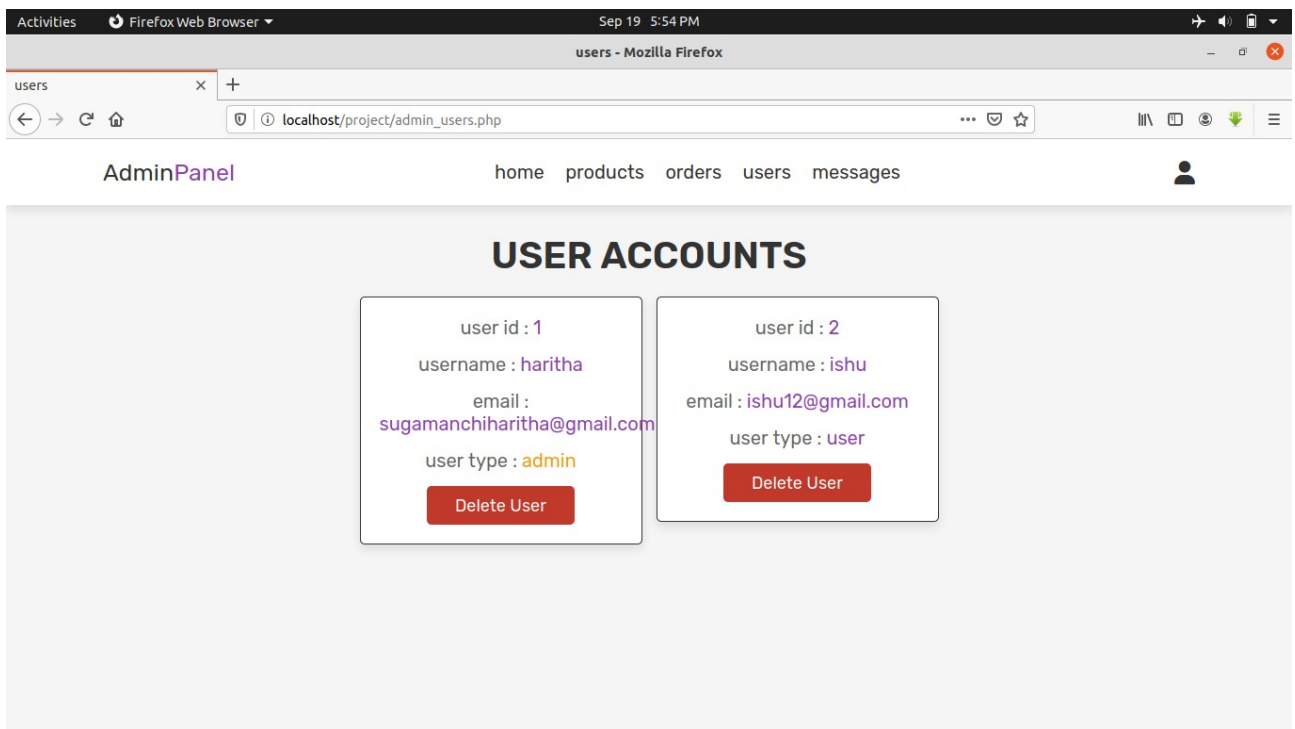 Activities Firefox Web Browser Sep 19 5:54 PM
users - Mozilla Firefox
users
localhost/project/admin_users.php
AdminPanel home products orders users messages
USER ACCOUNTS
user id : 1
username : haritha
email :
sugamanchiharitha@gmail.com
user type : admin
Delete User
user id : 2
username : ishu
email : ishu12@gmail.com
user type : user
Delete User